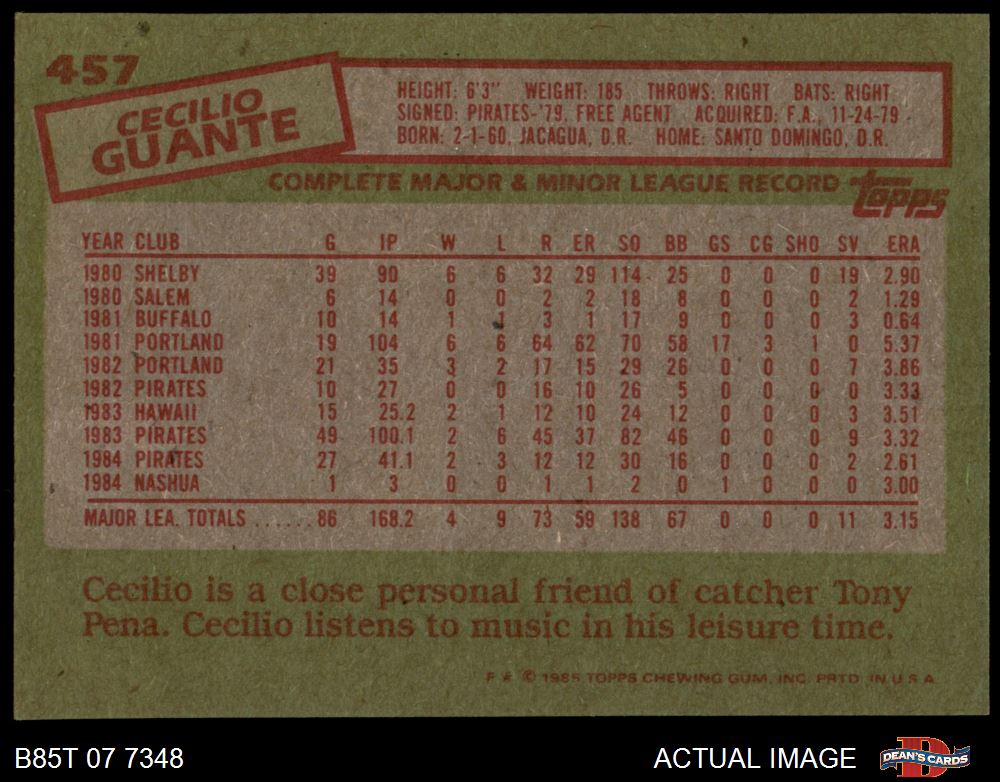 457
CECILIO
GUANTE
HEIGHT: 6'3" WEIGHT: 185 THROWS: RIGHT BATS: RIGHT
SIGNED: PIRATES-'79, FREE AGENT ACQUIRED: F.A., 11-24-79
BORN: 2-1-60, JACAGUA, D.R. HOME: SANTO DOMINGO, D.R.
COMPLETE MAJOR & MINOR LEAGUE RECORD topps
YEAR CLUB G IP W L R ER SO BB GS CG SHO SV ERA
1980 SHELBY 39 90 6 6 32 29 114 25 0 0 0 19 2.90
1980 SALEM 6 14 0 0 2 2 18 8 0 0 0 2 1.29
1981 BUFFALO 10 14 1 1 3 1 17 9 0 0 0 3 0.64
1981 PORTLAND 19 104 6 6 64 62 70 58 17 3 1 0 5.37
1982 PORTLAND 21 35 3 2 17 15 29 26 0 0 0 7 3.86
1982 PIRATES 10 27 0 0 16 10 26 5 0 0 0 0 3.33
1983 HAWAII 15 25.2 2 1 12 10 24 12 0 0 0 3 3.51
1983 PIRATES 49 100.1 2 6 45 37 82 46 0 0 0 9 3.32
1984 PIRATES 27 41.1 2 3 12 12 30 16 0 0 0 2 2.61
1984 NASHUA 1 3 0 0 1 1 2 0 1 0 0 0 3.00
MAJOR LEA. TOTALS ...... 86 168.2 4 9 73 59 138 67 0 0 0 11 3.15
Cecilio is a close personal friend of catcher Tony
Pena. Cecilio listens to music in his leisure time.
© 1985 TOPPS CHEWING GUM, INC. PRTD. IN U.S.A.
B85T 07 7348 ACTUAL IMAGE DEAN'S CARDS